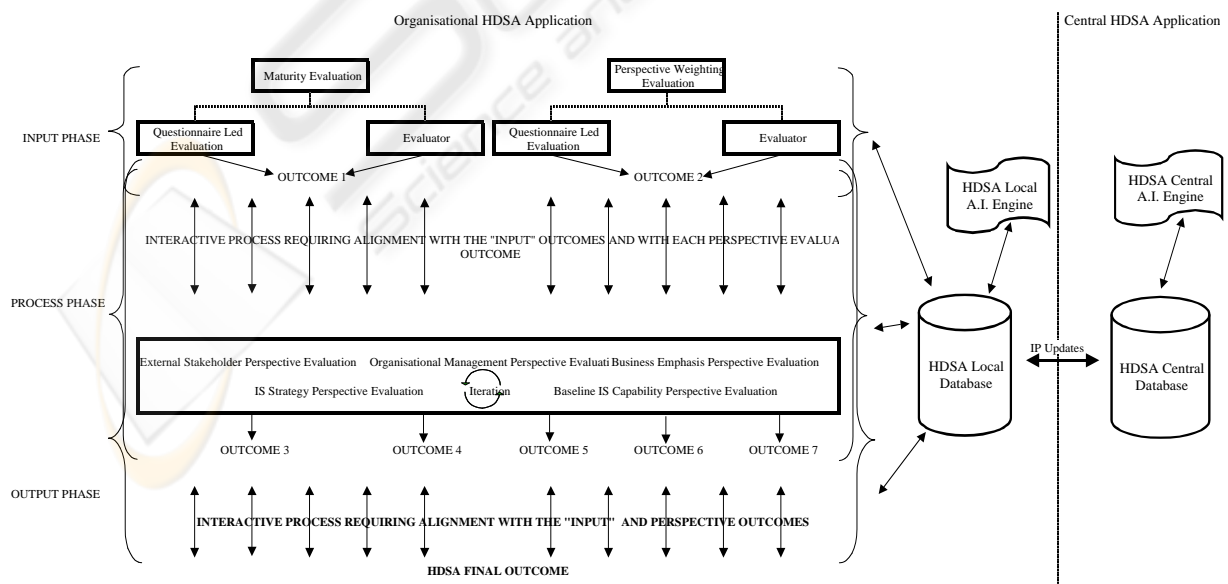 Organisational HDSA Application
Central HDSA Application
Maturity Evaluation
Perspective Weighting
Evaluation
INPUT PHASE
Questionnaire Led
Evaluation
Evaluator
Questionnaire Led
Evaluation
Evaluator
OUTCOME 1
OUTCOME 2
HDSA Local
A.I. Engine
HDSA Central
A.I. Engine
INTERACTIVE PROCESS REQUIRING ALIGNMENT WITH THE "INPUT" OUTCOMES AND WITH EACH PERSPECTIVE EVALUA
OUTCOME
PROCESS PHASE
External Stakeholder Perspective Evaluation
Organisational Management Perspective Evaluati
Business Emphasis Perspective Evaluation
IS Strategy Perspective Evaluation
Iteration
Baseline IS Capability Perspective Evaluation
HDSA Local
Database
IP Updates
HDSA Central
Database
OUTCOME 3
OUTCOME 4
OUTCOME 5
OUTCOME 6
OUTCOME 7
OUTPUT PHASE
INTERACTIVE PROCESS REQUIRING ALIGNMENT WITH THE "INPUT" AND PERSPECTIVE OUTCOMES
HDSA FINAL OUTCOME